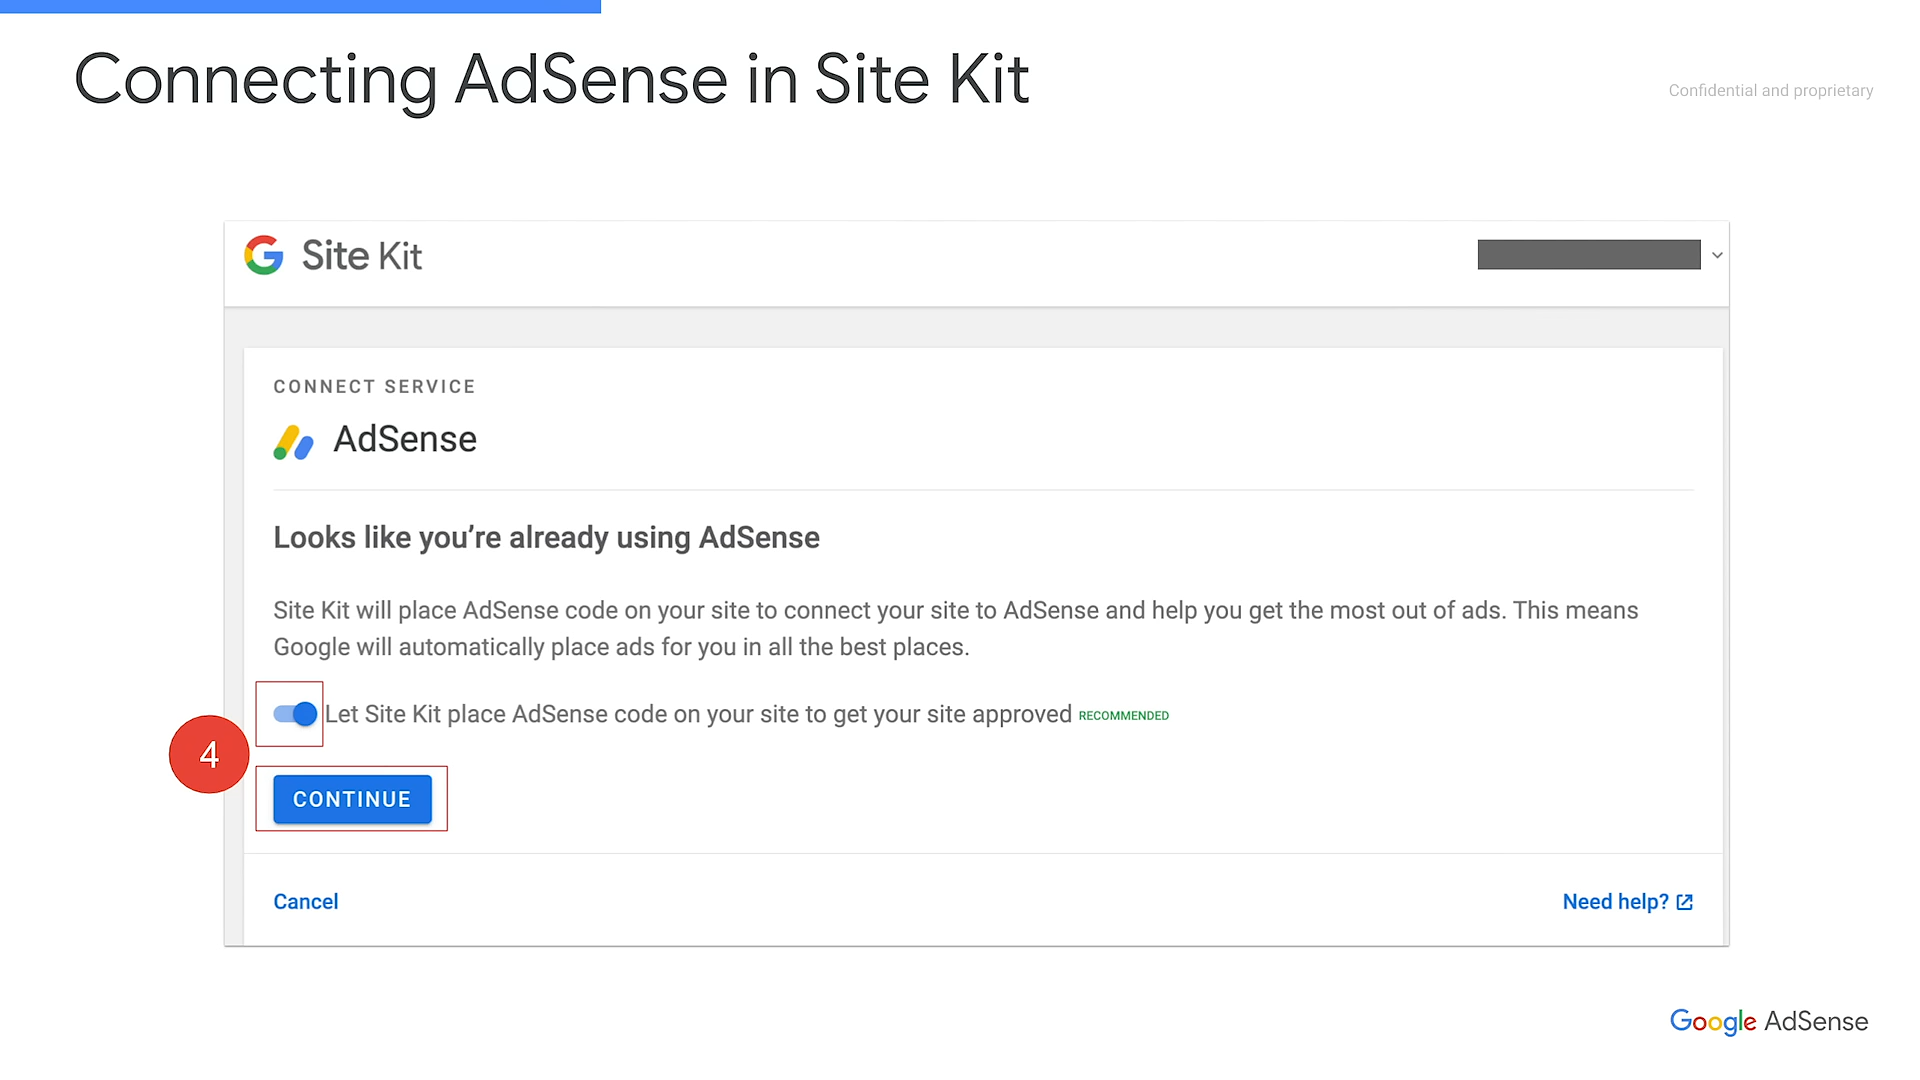 Connecting AdSense in Site Kit
Confidential and proprietary
Site Kit
CONNECT SERVICE
AdSense
Looks like you’re already using AdSense
Site Kit will place AdSense code on your site to connect your site to AdSense and help you get the most out of ads. This means
Google will automatically place ads for you in all the best places.
Let Site Kit place AdSense code on your site to get your site approved RECOMMENDED
4
CONTINUE
Cancel
Need help?
Google AdSense